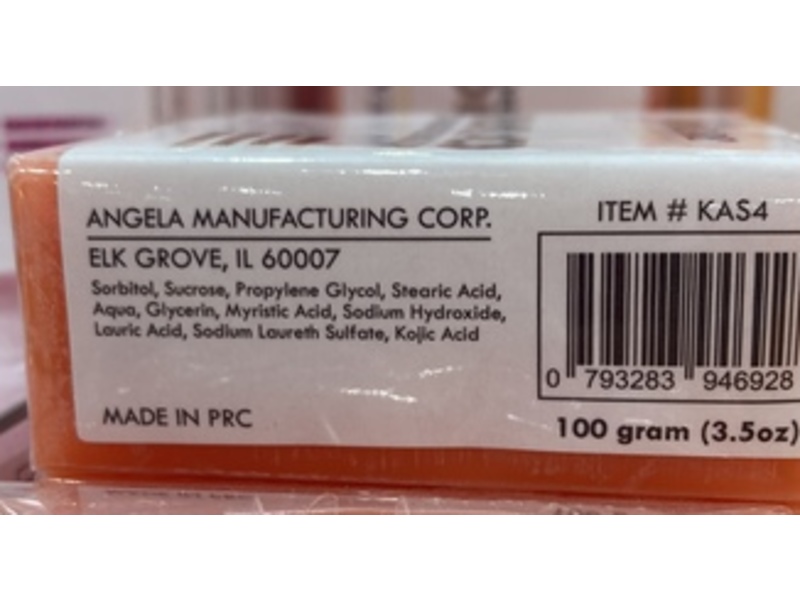 ANGELA MANUFACTURING CORP.
ELK GROVE, IL 60007
Sorbitol, Sucrose, Propylene Glycol, Stearic Acid,
Aqua, Glycerin, Myristic Acid, Sodium Hydroxide,
Lauric Acid, Sodium Laureth Sulfate, Kojic Acid
MADE IN PRC
ITEM # KAS4
0 793283 946928
100 gram (3.5oz)